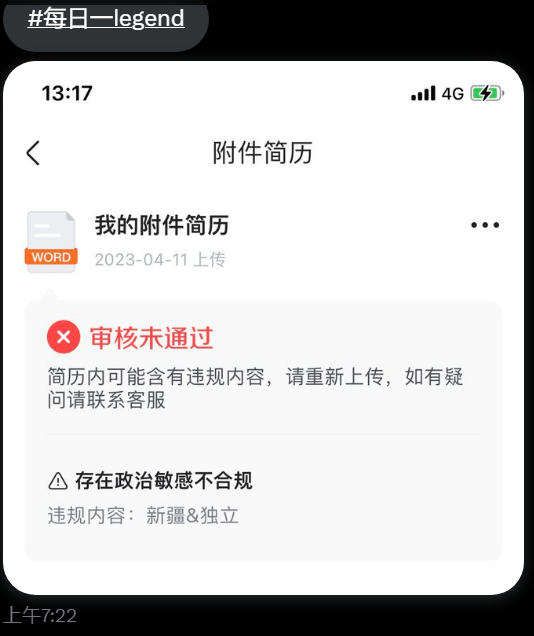 #每日一legend
13:17
4G
附件简历
我的附件简历
WORD
2023-04-11 上传
审核未通过
简历内可能含有违规内容，请重新上传，如有疑
问请联系客服
存在政治敏感不合规
违规内容：新疆&独立
上午7:22